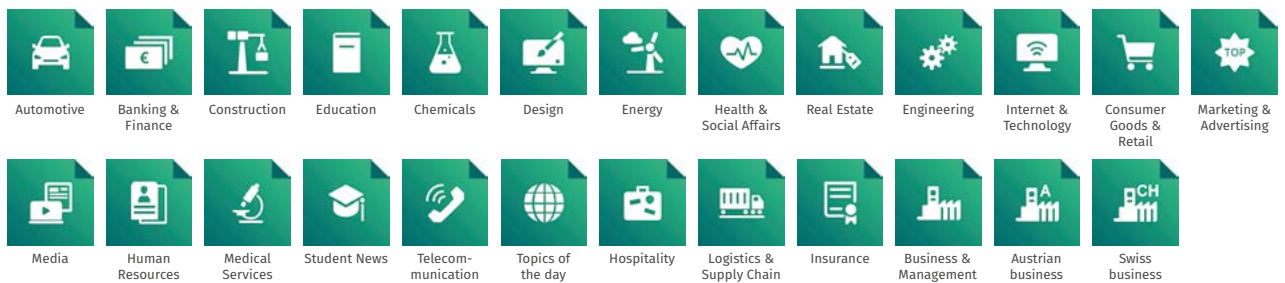 €
TOP
Automotive
Banking &
Finance
Construction
Education
Chemicals
Design
Energy
Health &
Social Affairs
Real Estate
Engineering
Internet &
Technology
Consumer
Goods &
Retail
Marketing &
Advertising
A
CH
Media
Human
Resources
Medical
Services
Student News
Telecom-
munication
Topics of
the day
Hospitality
Logistics &
Supply Chain
Insurance
Business &
Management
Austrian
business
Swiss
business